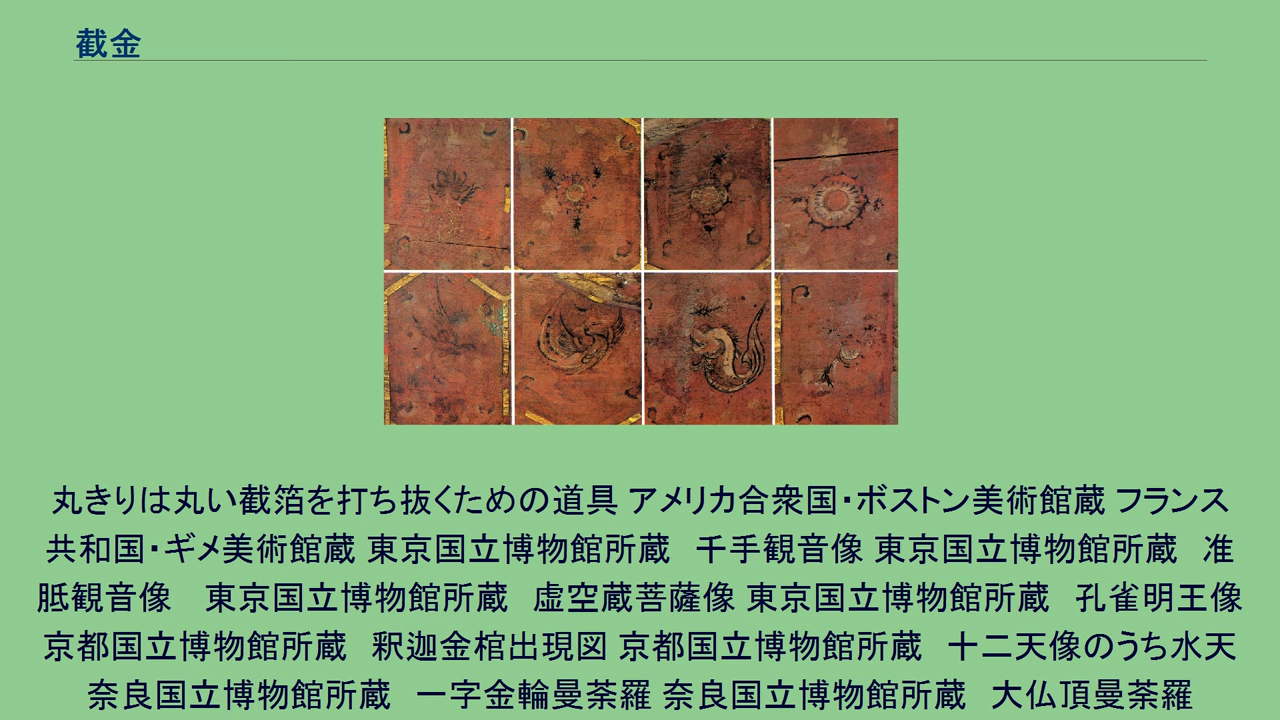 截金
丸きりは丸い截箔を打ち抜くための道具 アメリカ合衆国・ボストン美術館蔵 フランス
共和国・ギメ美術館蔵 東京国立博物館所蔵　千手観音像 東京国立博物館所蔵　准
胝観音像　東京国立博物館所蔵　虚空蔵菩薩像 東京国立博物館所蔵　孔雀明王像
京都国立博物館所蔵　釈迦金棺出現図 京都国立博物館所蔵　十二天像のうち水天
奈良国立博物館所蔵　一字金輪曼荼羅 奈良国立博物館所蔵　大仏頂曼荼羅